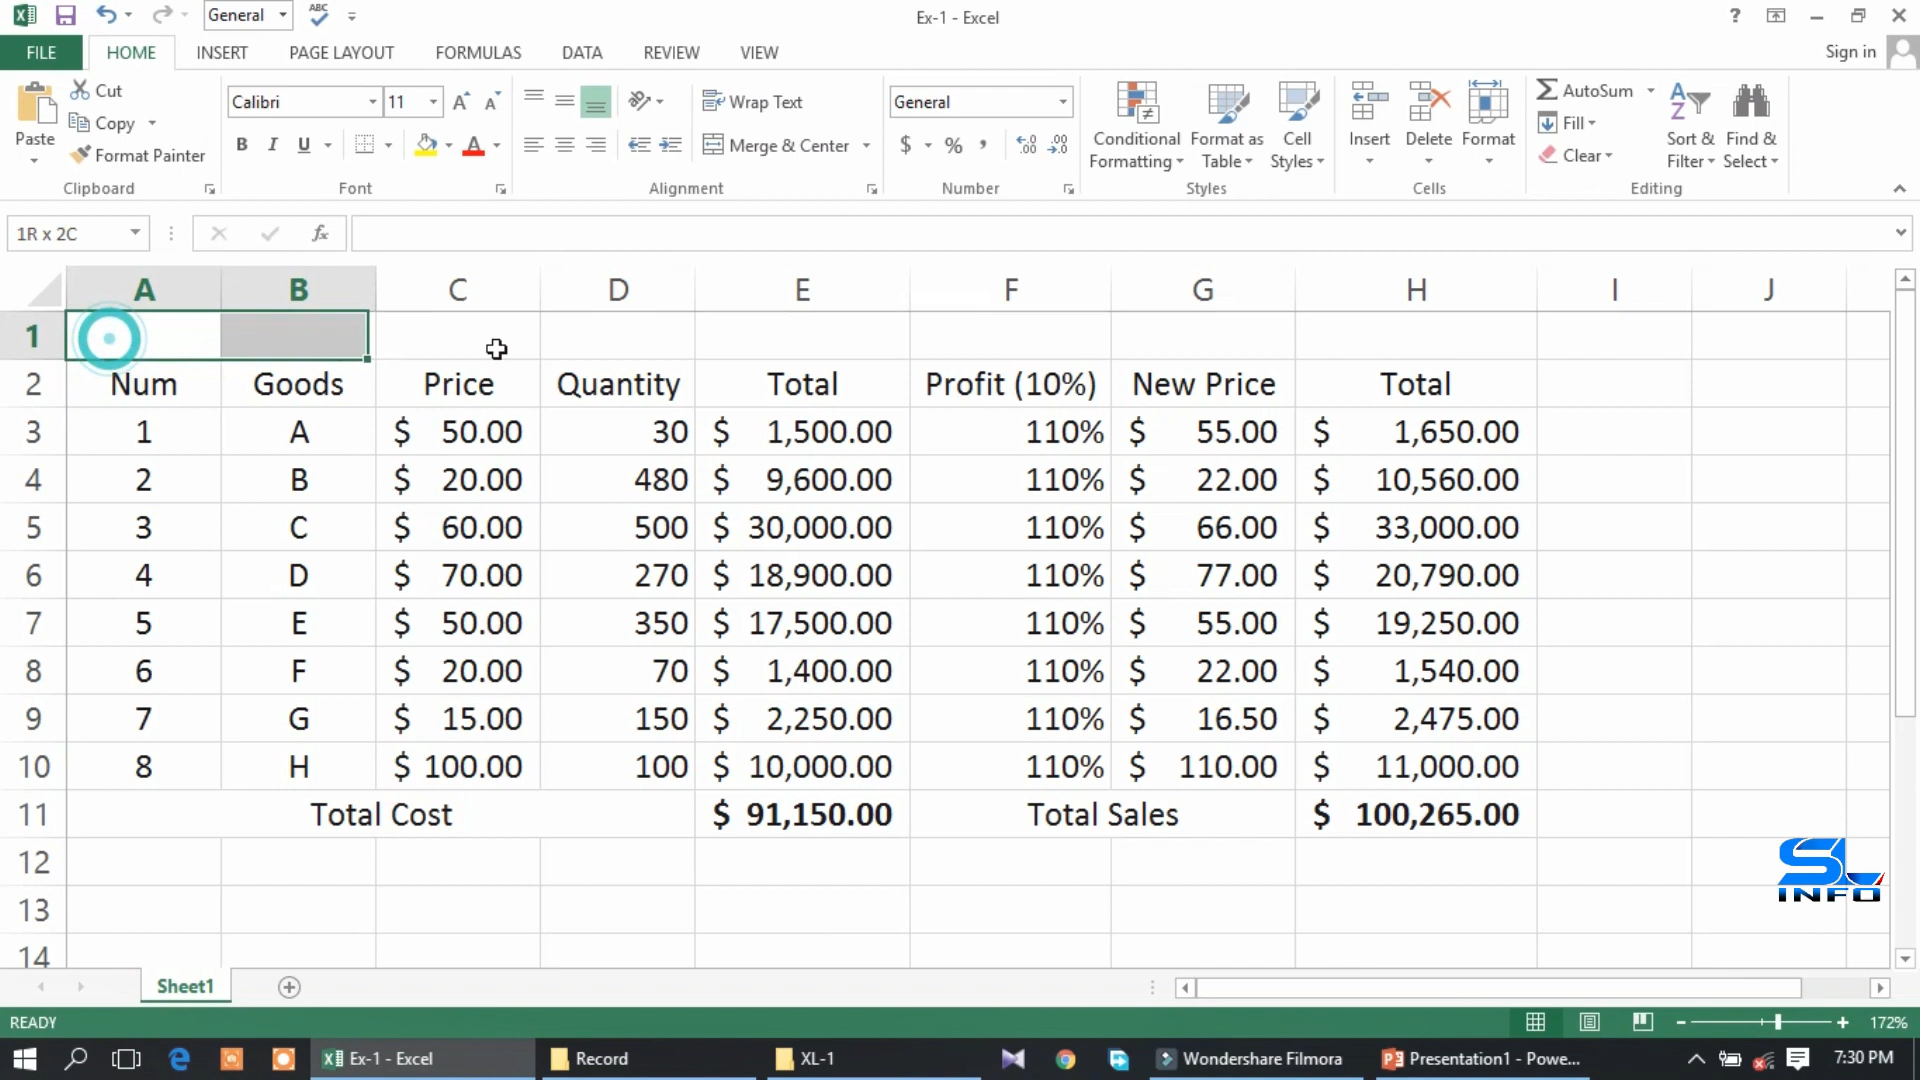 General ABC
Ex-1 - Excel
?
FILE HOME INSERT PAGE LAYOUT FORMULAS DATA REVIEW VIEW
Sign in
Paste
Cut
Copy
Format Painter
Clipboard
Calibri 11 A A
B I U A
Font
Wrap Text
Merge & Center
Alignment
General
$ % , .0 .00 .00 .0
Number
Conditional Formatting
Format as Table
Cell Styles
Styles
Insert Delete Format
Cells
AutoSum
Fill
Clear
Sort & Filter
Find & Select
Editing
1R x 2C fx
A B C D E F G H I J
1
2 Num Goods Price Quantity Total Profit (10%) New Price Total
3 1 A $ 50.00 30 $ 1,500.00 110% $ 55.00 $ 1,650.00
4 2 B $ 20.00 480 $ 9,600.00 110% $ 22.00 $ 10,560.00
5 3 C $ 60.00 500 $ 30,000.00 110% $ 66.00 $ 33,000.00
6 4 D $ 70.00 270 $ 18,900.00 110% $ 77.00 $ 20,790.00
7 5 E $ 50.00 350 $ 17,500.00 110% $ 55.00 $ 19,250.00
8 6 F $ 20.00 70 $ 1,400.00 110% $ 22.00 $ 1,540.00
9 7 G $ 15.00 150 $ 2,250.00 110% $ 16.50 $ 2,475.00
10 8 H $ 100.00 100 $ 10,000.00 110% $ 110.00 $ 11,000.00
11 Total Cost $ 91,150.00 Total Sales $ 100,265.00
12
13
14
SL
INFO
Sheet1
READY 172%
Ex-1 - Excel Record XL-1 Wondershare Filmora Presentation1 - Powe... 7:30 PM